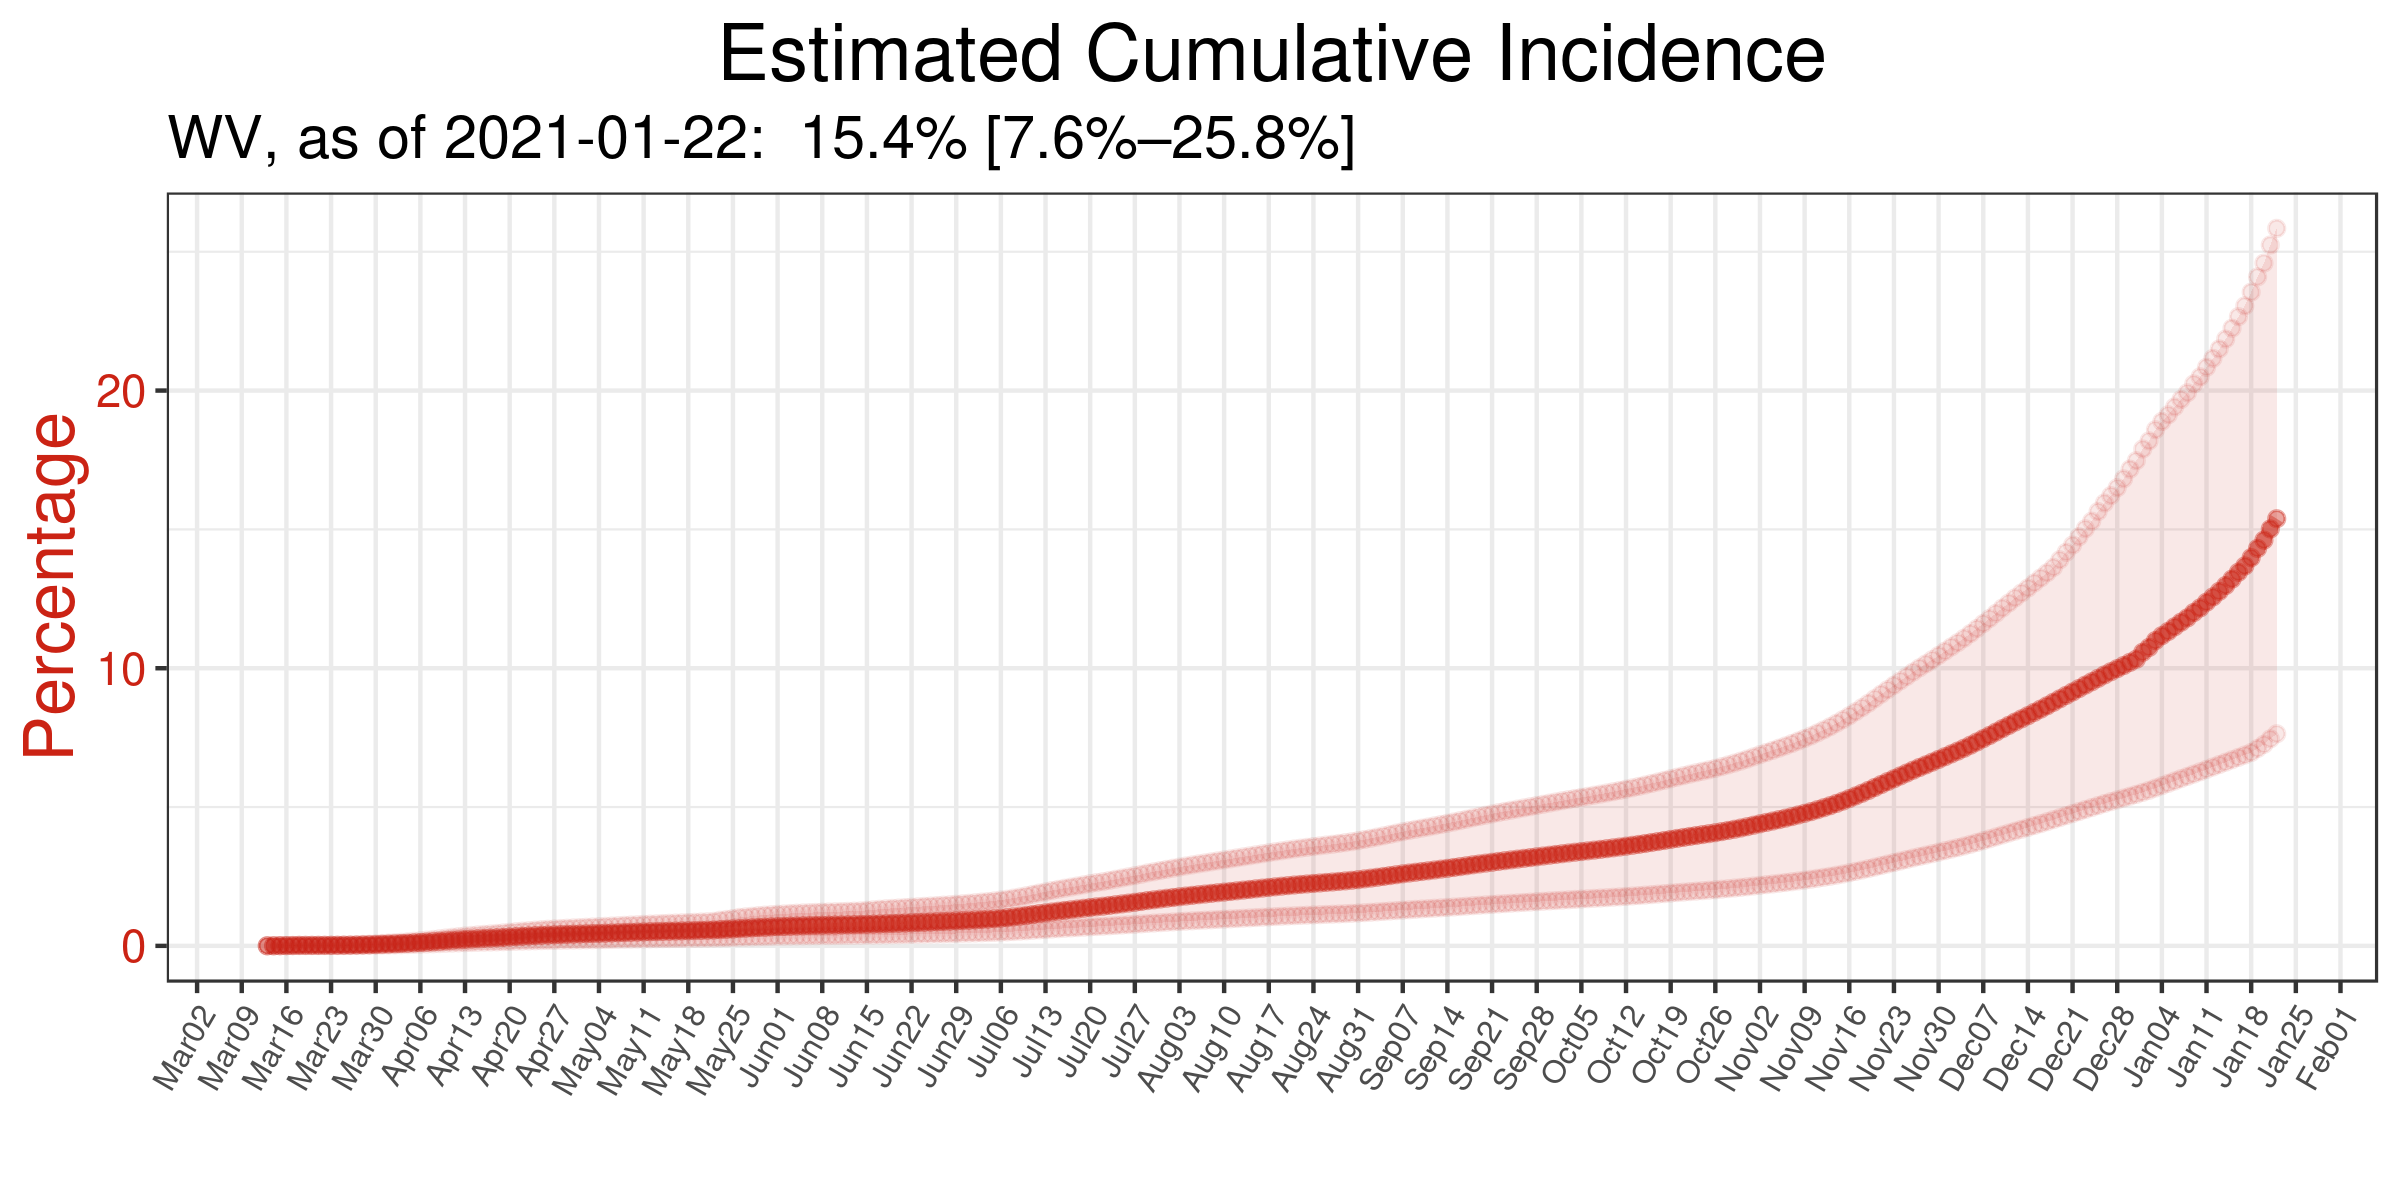 Estimated Cumulative Incidence
WV, as of 2021-01-22:  15.4% [7.6%–25.8%]
Percentage
20
10
0
Mar02
Mar09
Mar16
Mar23
Mar30
Apr06
Apr13
Apr20
Apr27
May04
May11
May18
May25
Jun01
Jun08
Jun15
Jun22
Jun29
Jul06
Jul13
Jul20
Jul27
Aug03
Aug10
Aug17
Aug24
Aug31
Sep07
Sep14
Sep21
Sep28
Oct05
Oct12
Oct19
Oct26
Nov02
Nov09
Nov16
Nov23
Nov30
Dec07
Dec14
Dec21
Dec28
Jan04
Jan11
Jan18
Jan25
Feb01